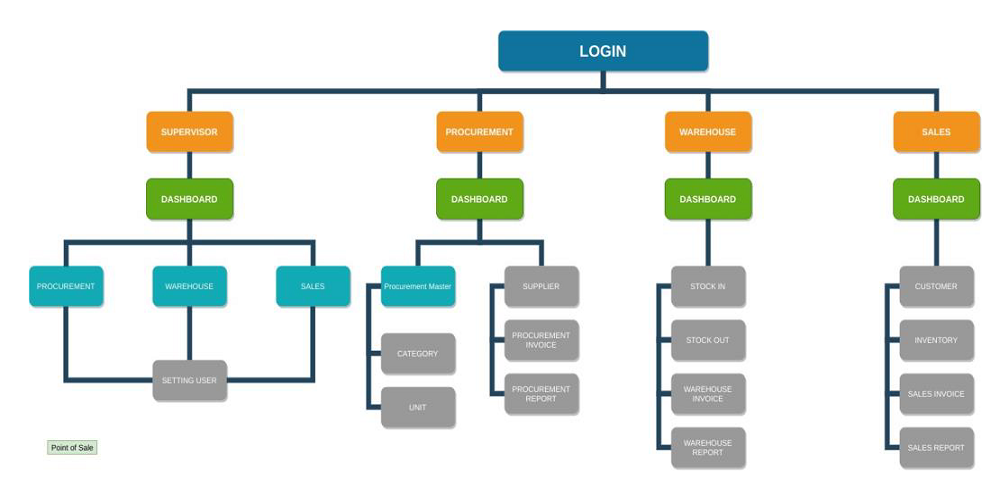 LOGIN
SUPERVISOR
PROCUREMENT
WAREHOUSE
SALES
DASHBOARD
DASHBOARD
DASHBOARD
DASHBOARD
PROCUREMENT
WAREHOUSE
SALES
Procurement Master
SUPPLIER
STOCK IN
CUSTOMER
PROCUREMENT
INVOICE
STOCK OUT
INVENTORY
CATEGORY
SETTING USER
PROCUREMENT
REPORT
WAREHOUSE
INVOICE
SALES INVOICE
UNIT
WAREHOUSE
REPORT
SALES REPORT
Point of Sale